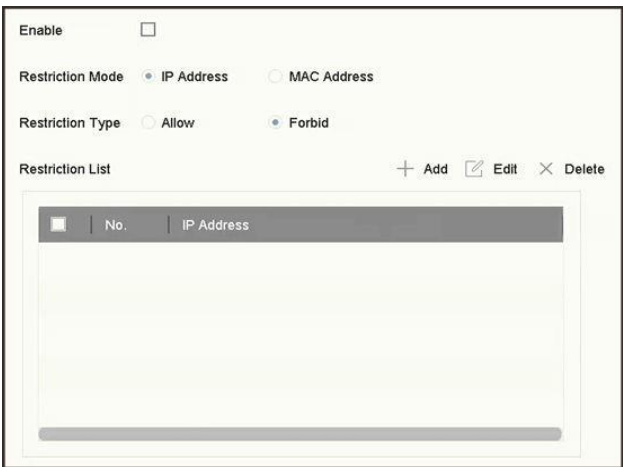 Enable
Restriction Mode IP Address MAC Address
Restriction Type Allow Forbid
Restriction List Add Edit Delete
No. IP Address